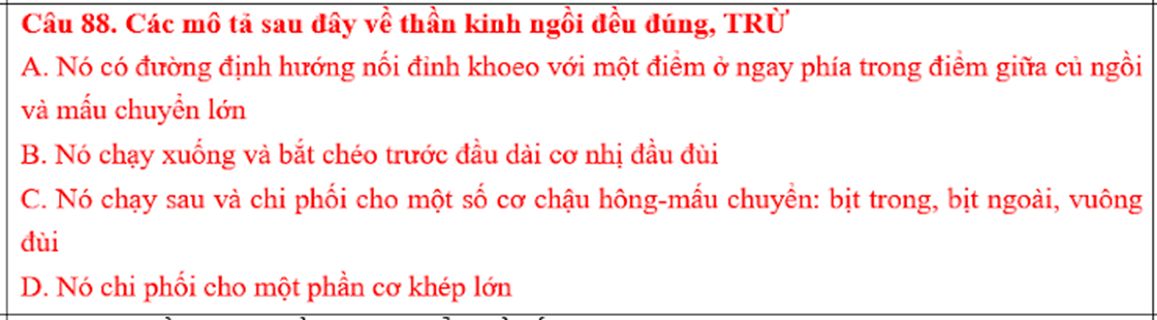 Câu 88. Các mô tả sau đây về thần kinh ngồi đều đúng, TRỪ
A. Nó có đường định hướng nối đỉnh khoeo với một điểm ở ngay phía trong điểm giữa củ ngồi
và mấu chuyển lớn
B. Nó chạy xuống và bắt chéo trước đầu dài cơ nhị đầu đùi
C. Nó chạy sau và chi phối cho một số cơ chậu hông-mấu chuyển: bịt trong, bịt ngoài, vuông
đùi
D. Nó chi phối cho một phần cơ khép lớn